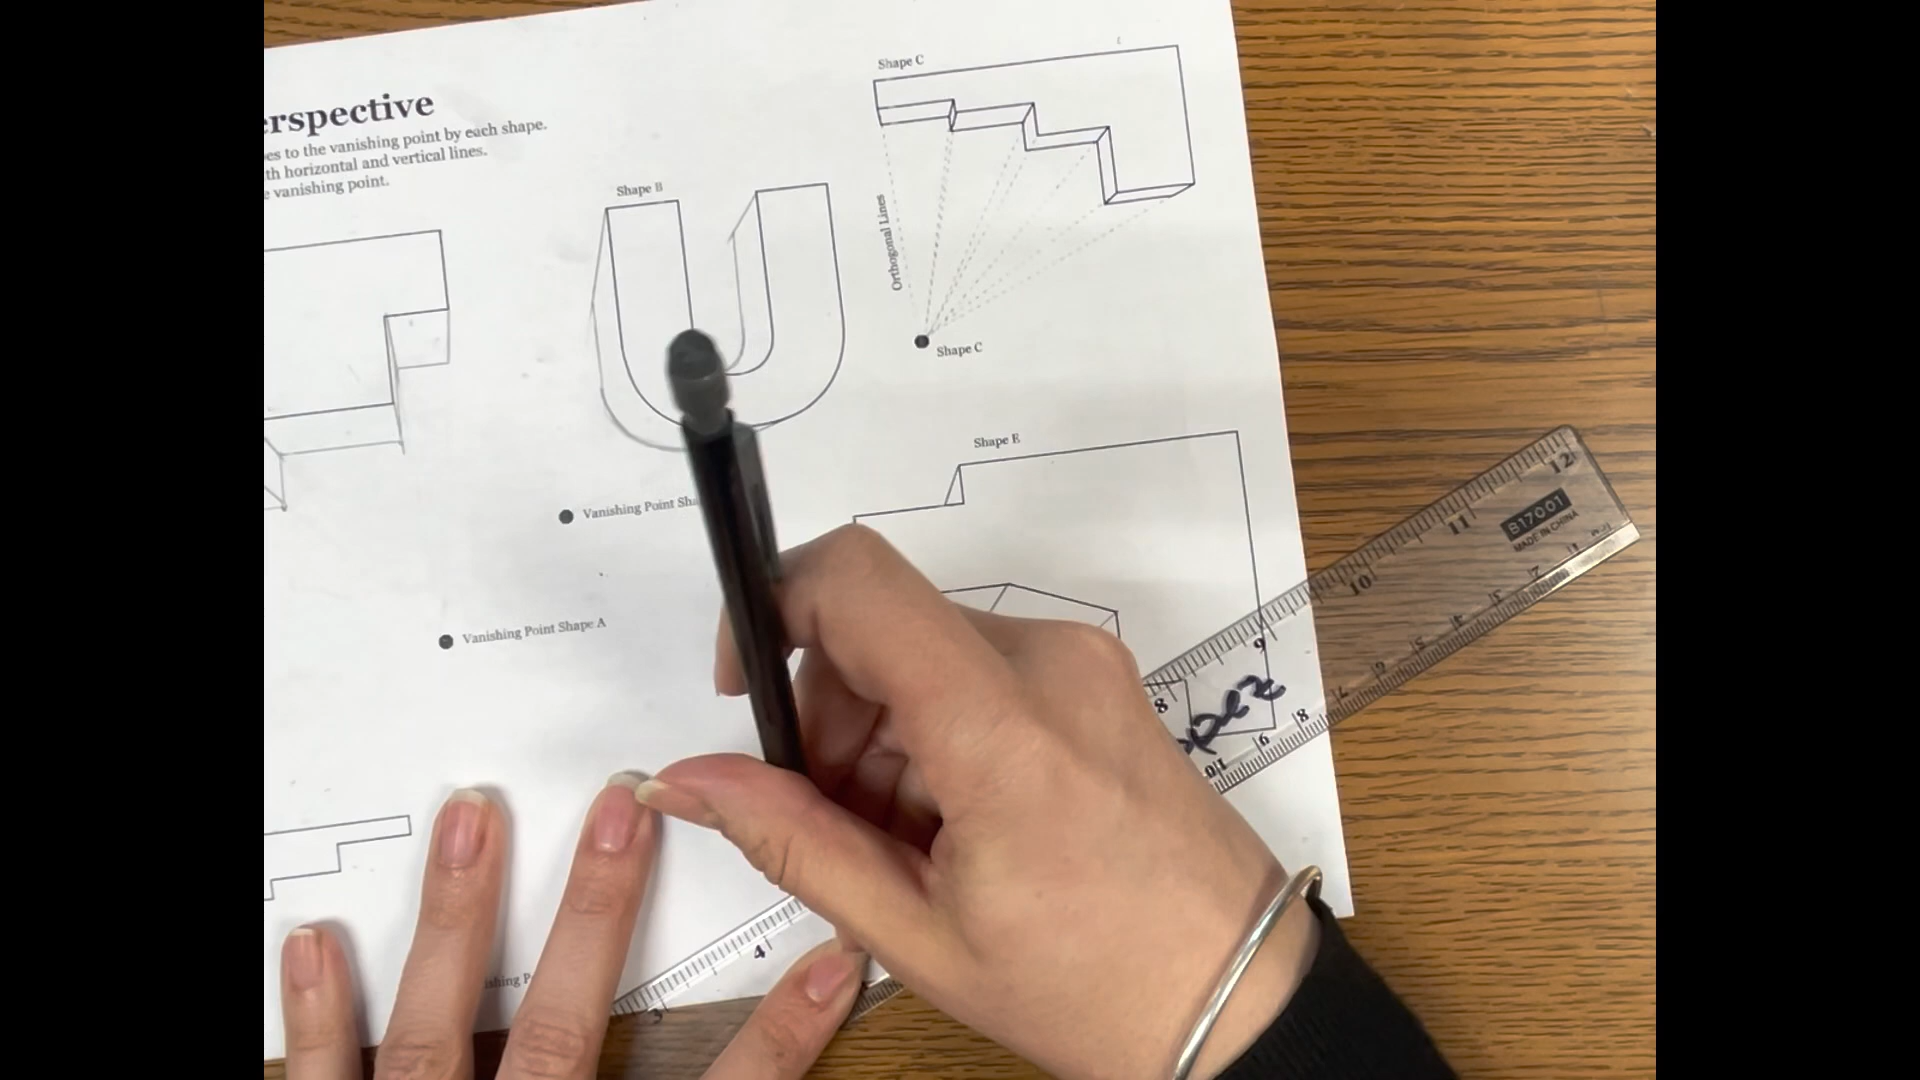 erspective
es to the vanishing point by each shape.
th horizontal and vertical lines.
e vanishing point.
Shape B
Shape C
Orthogonal Lines
Shape C
Shape E
Vanishing Point Sha
Vanishing Point Shape A
ishing P
12
11
10
9
8
4
3
B17001
MADE IN CHINA